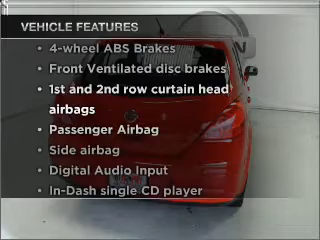 VEHICLE FEATURES
• 4-wheel ABS Brakes
• Front Ventilated disc brakes
• 1st and 2nd row curtain head
airbags
• Passenger Airbag
• Side airbag
• Digital Audio Input
• In-Dash single CD player